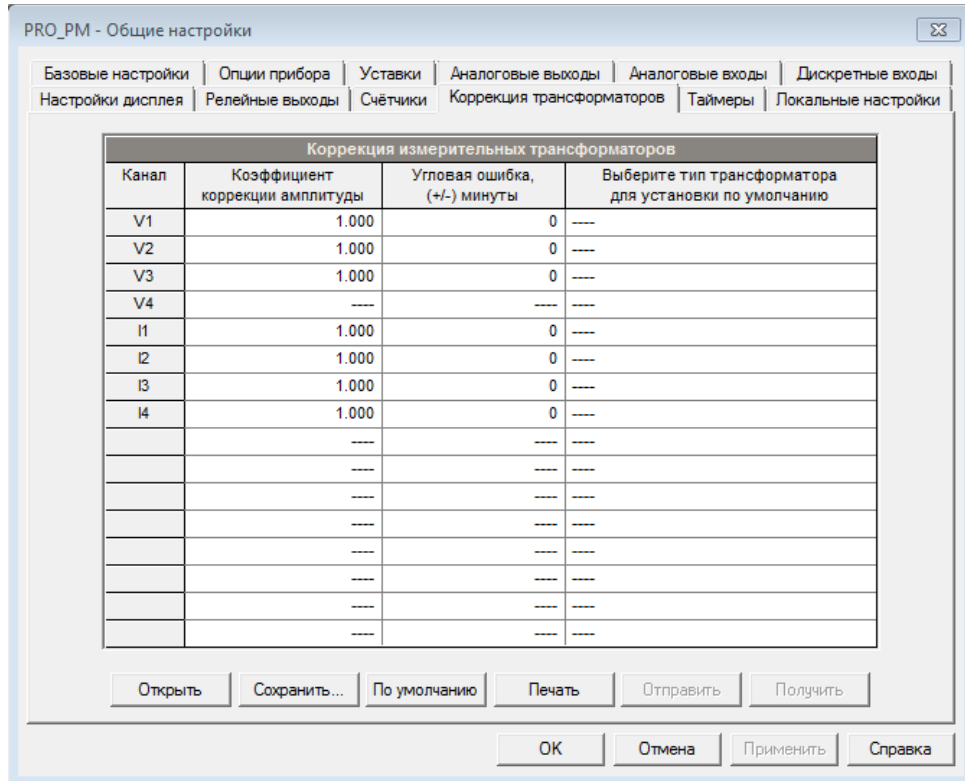 PRO_PM - Общие настройки
Базовые настройки Опции прибора Уставки Аналоговые выходы Аналоговые входы Дискретные входы
Настройки дисплея Релейные выходы Счётчики Коррекция трансформаторов Таймеры Локальные настройки
Коррекция измерительных трансформаторов
Канал Коэффициент коррекции амплитуды Угловая ошибка, (+/-) минуты Выберите тип трансформатора для установки по умолчанию
V1 1.000 0 ----
V2 1.000 0 ----
V3 1.000 0 ----
V4 ---- ---- ----
I1 1.000 0 ----
I2 1.000 0 ----
I3 1.000 0 ----
I4 1.000 0 ----
---- ---- ----
---- ---- ----
---- ---- ----
---- ---- ----
---- ---- ----
---- ---- ----
---- ---- ----
---- ---- ----
Открыть Сохранить... По умолчанию Печать Отправить Получить
OK Отмена Применить Справка